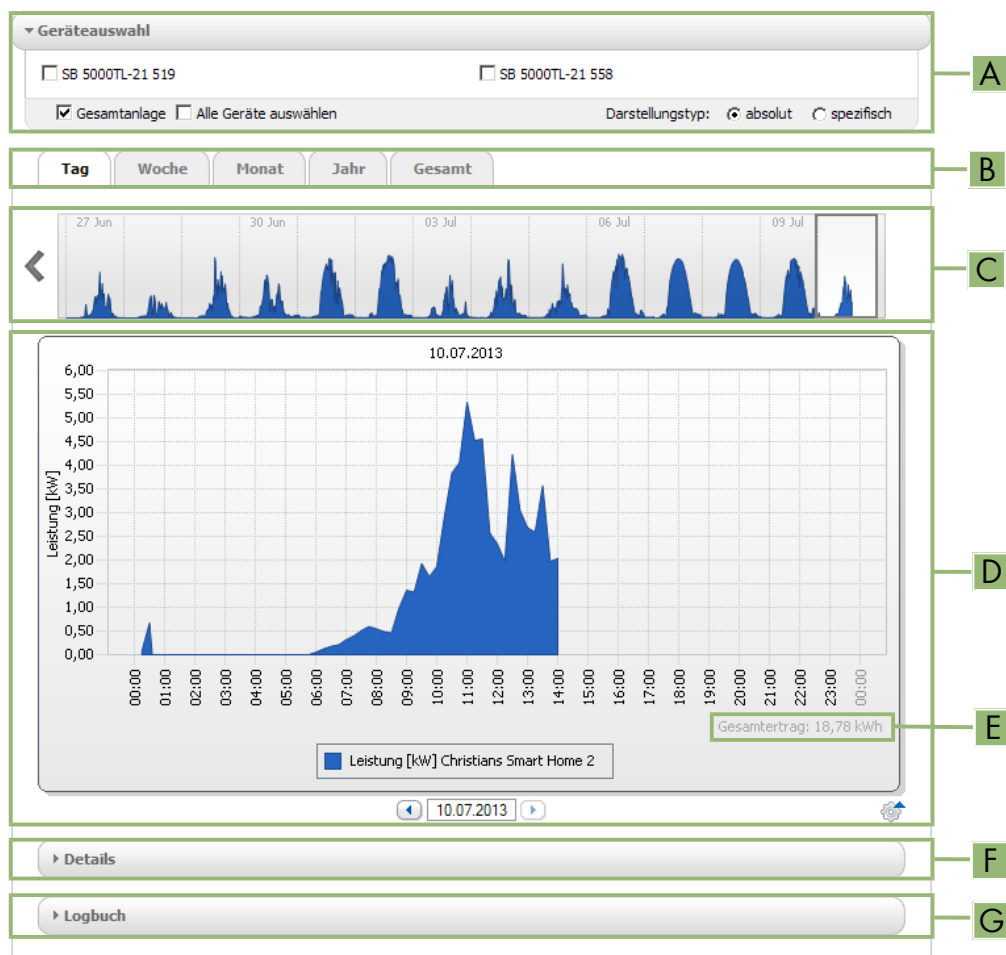 Geräteauswahl
SB 5000TL-21 519 SB 5000TL-21 558
A
Gesamtanlage Alle Geräte auswählen Darstellungstyp: absolut spezifisch
Tag Woche Monat Jahr Gesamt
B
27 Jun 30 Jun 03 Jul 06 Jul 09 Jul
C
10.07.2013
6,00
5,50
5,00
4,50
4,00
3,50
3,00
2,50
2,00
1,50
1,00
0,50
0,00
Leistung [kW]
D
00:00 01:00 02:00 03:00 04:00 05:00 06:00 07:00 08:00 09:00 10:00 11:00 12:00 13:00 14:00 15:00 16:00 17:00 18:00 19:00 20:00 21:00 22:00 23:00 00:00
Gesamtertrag: 18,78 kWh
E
Leistung [kW] Christians Smart Home 2
10.07.2013
Details
F
Logbuch
G